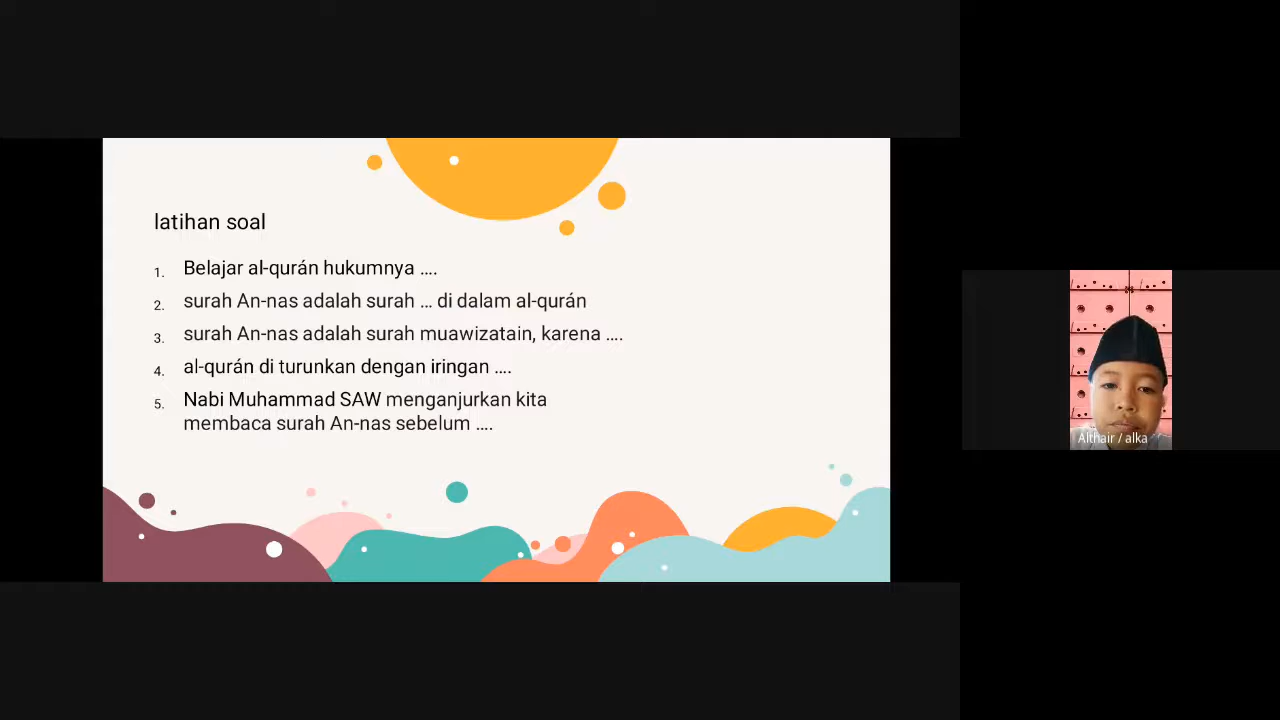 latihan soal
1. Belajar al-qurán hukumnya ....
2. surah An-nas adalah surah ... di dalam al-qurán
3. surah An-nas adalah surah muawizatain, karena ....
4. al-qurán di turunkan dengan iringan ....
5. Nabi Muhammad SAW menganjurkan kita
membaca surah An-nas sebelum ....
Althair / alka